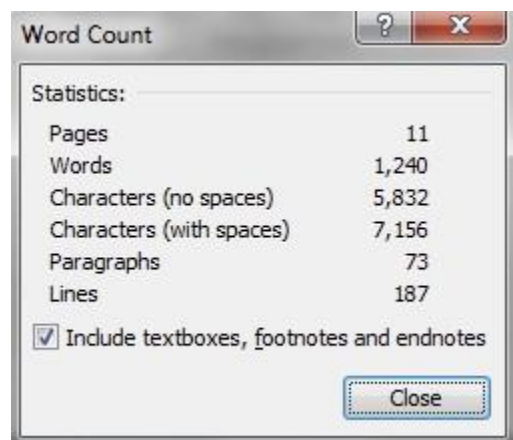 Word Count
Statistics:
Pages 11
Words 1,240
Characters (no spaces) 5,832
Characters (with spaces) 7,156
Paragraphs 73
Lines 187
Include textboxes, footnotes and endnotes
Close